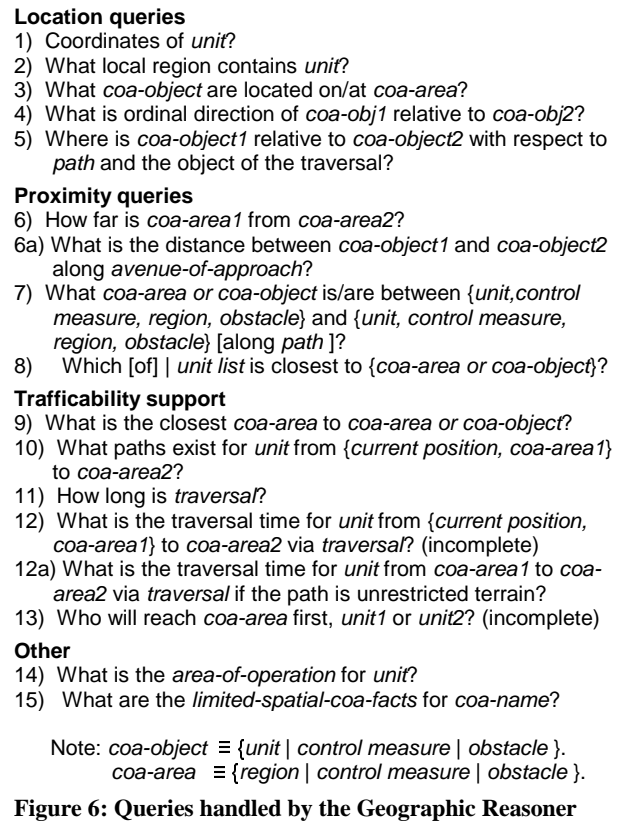 Location queries
1) Coordinates of unit?
2) What local region contains unit?
3) What coa-object are located on/at coa-area?
4) What is ordinal direction of coa-obj1 relative to coa-obj2?
5) Where is coa-object1 relative to coa-object2 with respect to
path and the object of the traversal?
Proximity queries
6) How far is coa-area1 from coa-area2?
6a) What is the distance between coa-object1 and coa-object2
along avenue-of-approach?
7) What coa-area or coa-object is/are between {unit,control
measure, region, obstacle} and {unit, control measure,
region, obstacle} [along path ]?
8) Which [of] | unit list is closest to {coa-area or coa-object}?
Trafficability support
9) What is the closest coa-area to coa-area or coa-object?
10) What paths exist for unit from {current position, coa-area1}
to coa-area2?
11) How long is traversal?
12) What is the traversal time for unit from {current position,
coa-area1} to coa-area2 via traversal? (incomplete)
12a) What is the traversal time for unit from coa-area1 to coa-
area2 via traversal if the path is unrestricted terrain?
13) Who will reach coa-area first, unit1 or unit2? (incomplete)
Other
14) What is the area-of-operation for unit?
15) What are the limited-spatial-coa-facts for coa-name?
Note: coa-object ≡ {unit | control measure | obstacle }.
coa-area ≡ {region | control measure | obstacle }.
Figure 6: Queries handled by the Geographic Reasoner